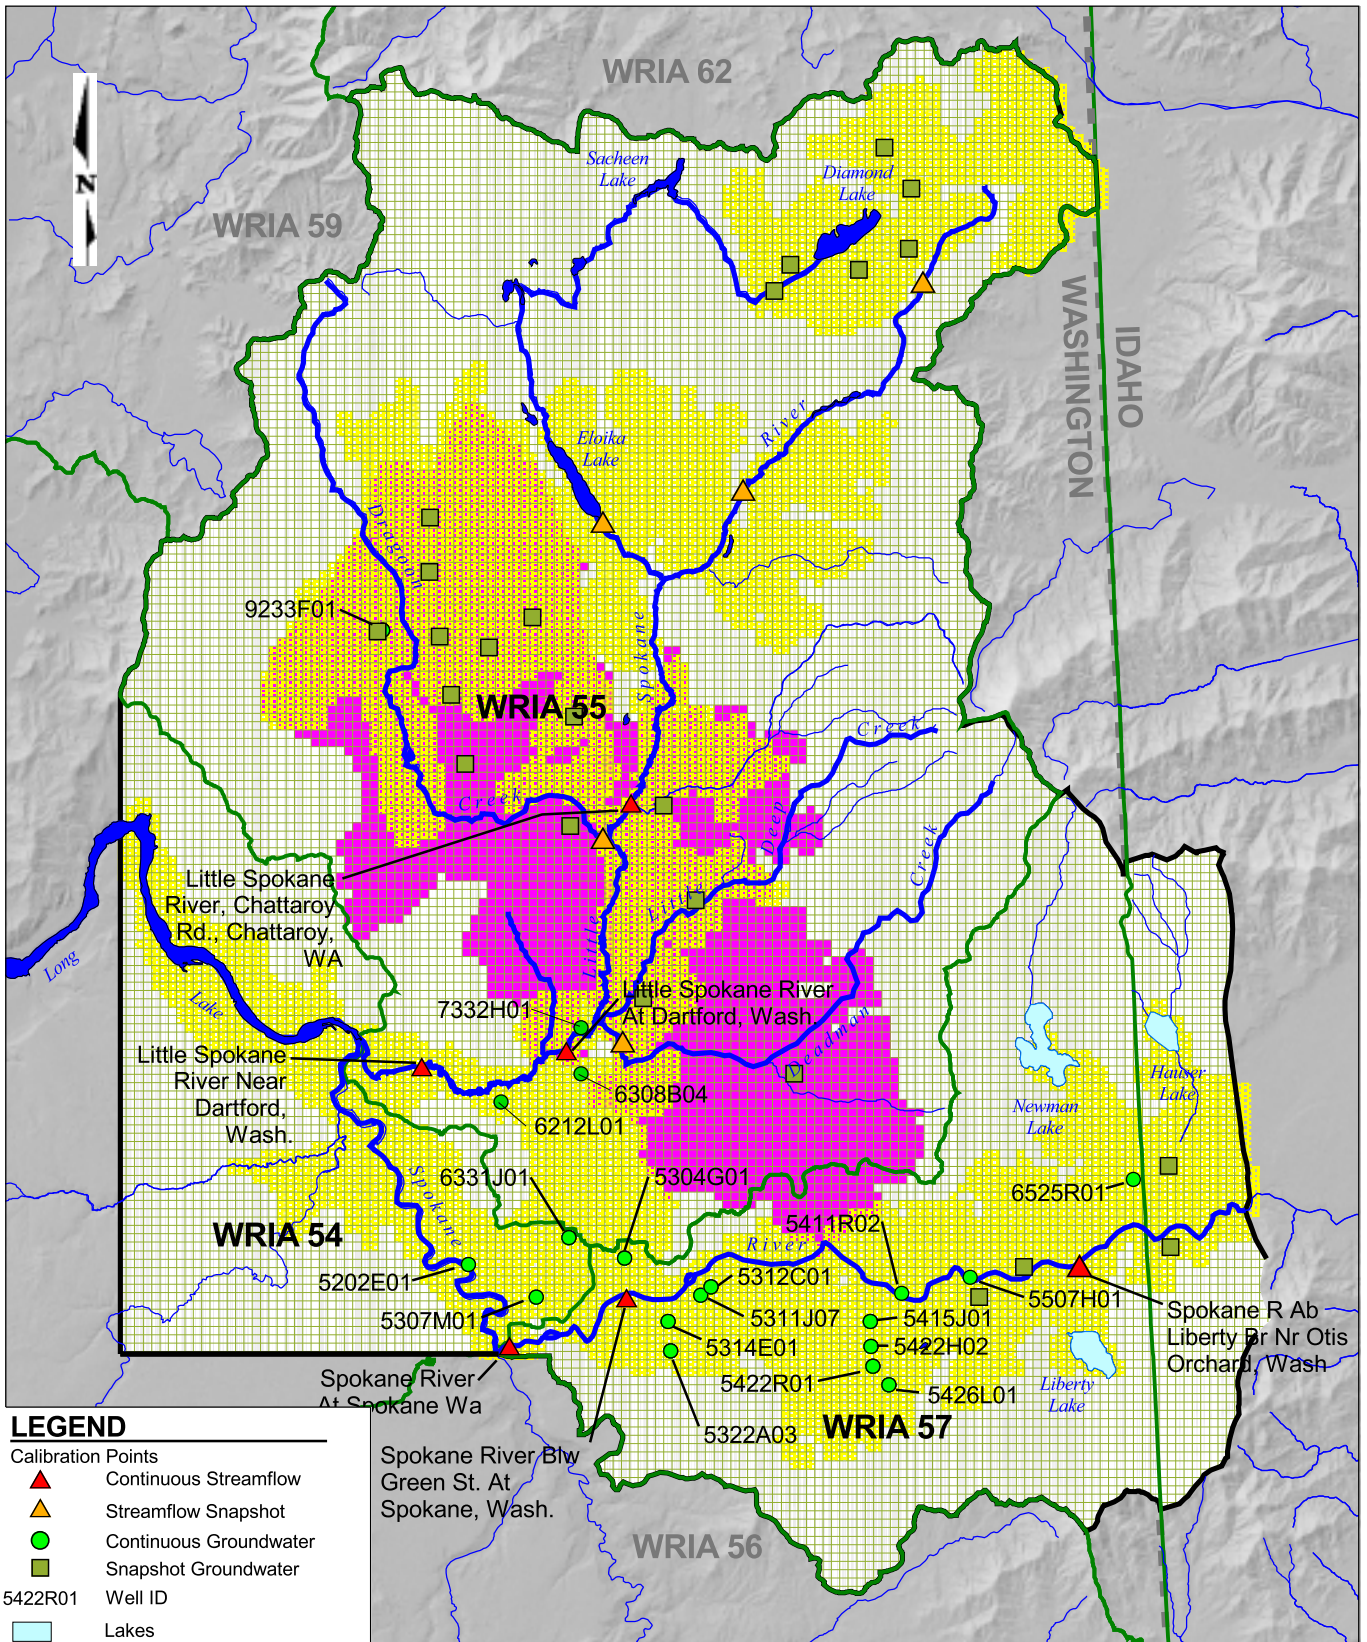 WRIA 62
Sacheen
Lake
Diamond
Lake
WRIA 59
WASHINGTON
IDAHO
River
Eloika
Lake
Dragoon
9233F01
Spokane
WRIA 55
Creek
Creek
Deep
Creek
Little Spokane
River, Chattaroy
Rd., Chattaroy,
WA
Little
Little
Long
Lake
7332H01
Little Spokane River
At Dartford, Wash.
Deadman
Hauser
Lake
Little Spokane
River Near
Dartford,
Wash.
6308B04
Newman
Lake
6212L01
6331J01
5304G01
Spokane
6525R01
WRIA 54
5411R02
River
5202E01
5312C01
5507H01
5307M01
5311J07
5415J01
Spokane R Ab
Liberty Br Nr Otis
Orchard, Wash
5314E01
5422H02
Spokane River
At Spokane Wa
5422R01
5426L01
Liberty
Lake
5322A03
WRIA 57
Spokane River Blw
Green St. At
Spokane, Wash.
WRIA 56
LEGEND
Calibration Points
Continuous Streamflow
Streamflow Snapshot
Continuous Groundwater
Snapshot Groundwater
5422R01 Well ID
Lakes
N